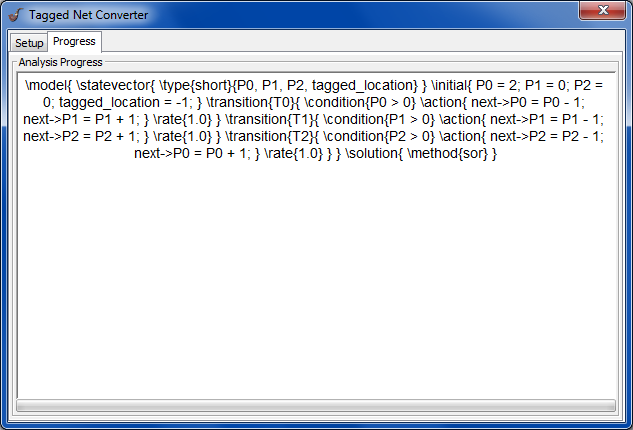 Tagged Net Converter
Setup Progress
Analysis Progress
\model{ \statevector{ \type{short}{P0, P1, P2, tagged_location} } \initial{ P0 = 2; P1 = 0; P2 =
0; tagged_location = -1; } \transition{T0}{ \condition{P0 > 0} \action{ next->P0 = P0 - 1;
next->P1 = P1 + 1; } \rate{1.0} } \transition{T1}{ \condition{P1 > 0} \action{ next->P1 = P1 - 1;
next->P2 = P2 + 1; } \rate{1.0} } \transition{T2}{ \condition{P2 > 0} \action{ next->P2 = P2 - 1;
next->P0 = P0 + 1; } \rate{1.0} } } \solution{ \method{sor} }